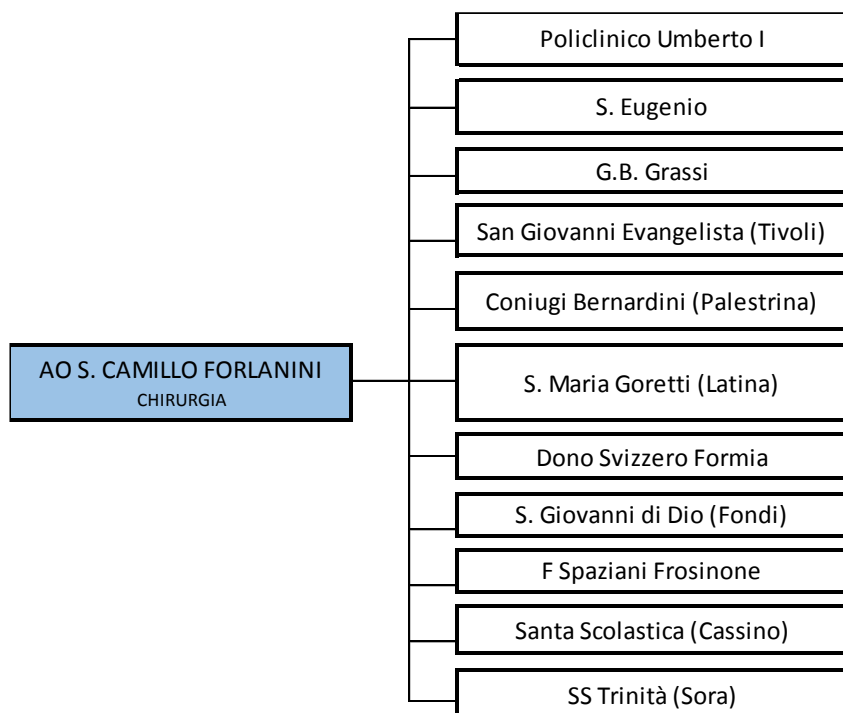 Policlinico Umberto I
S. Eugenio
G.B. Grassi
San Giovanni Evangelista (Tivoli)
Coniugi Bernardini (Palestrina)
AO S. CAMILLO FORLANINI
CHIRURGIA
S. Maria Goretti (Latina)
Dono Svizzero Formia
S. Giovanni di Dio (Fondi)
F Spaziani Frosinone
Santa Scolastica (Cassino)
SS Trinità (Sora)